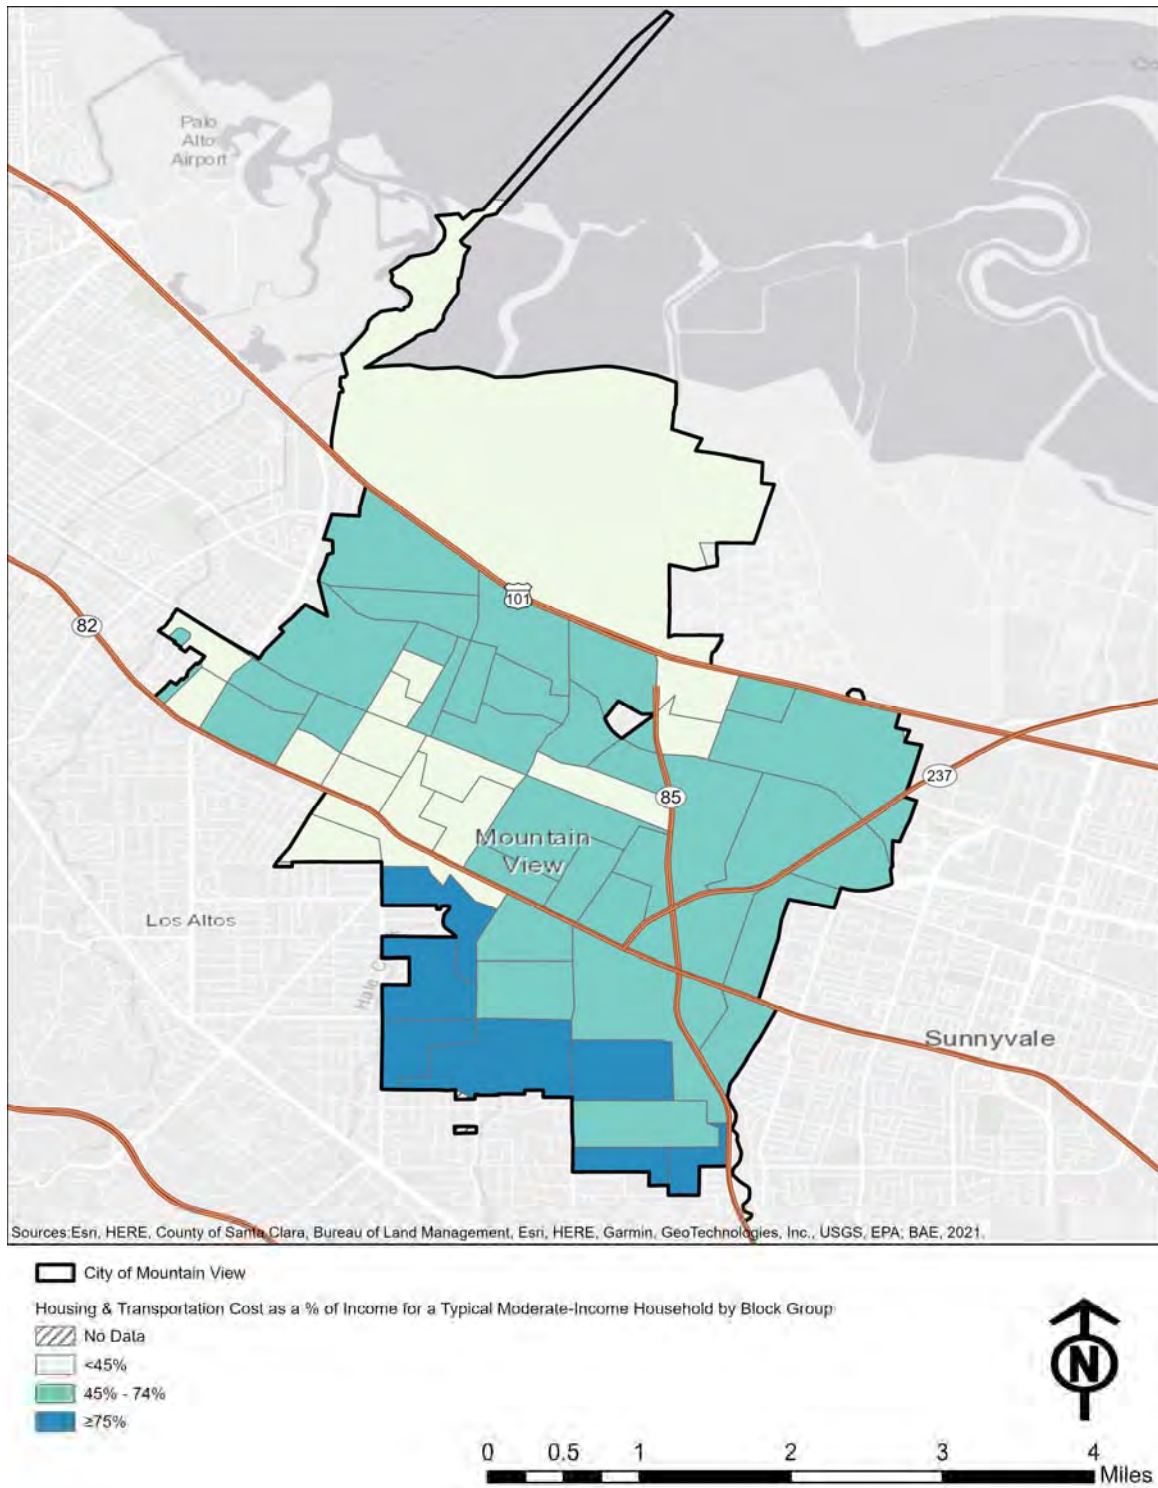 Co
Palo
Alto
Airport
101
82
237
85
Mountain
View
Los Altos
Hale C
Sunnyvale
Sources:Esri, HERE, County of Santa Clara, Bureau of Land Management, Esri, HERE, Garmin, GeoTechnologies, Inc., USGS, EPA; BAE, 2021.
City of Mountain View
Housing & Transportation Cost as a % of Income for a Typical Moderate-Income Household by Block Group
No Data
<45%
45% - 74%
≥75%
N
0 0.5 1 2 3 4
Miles